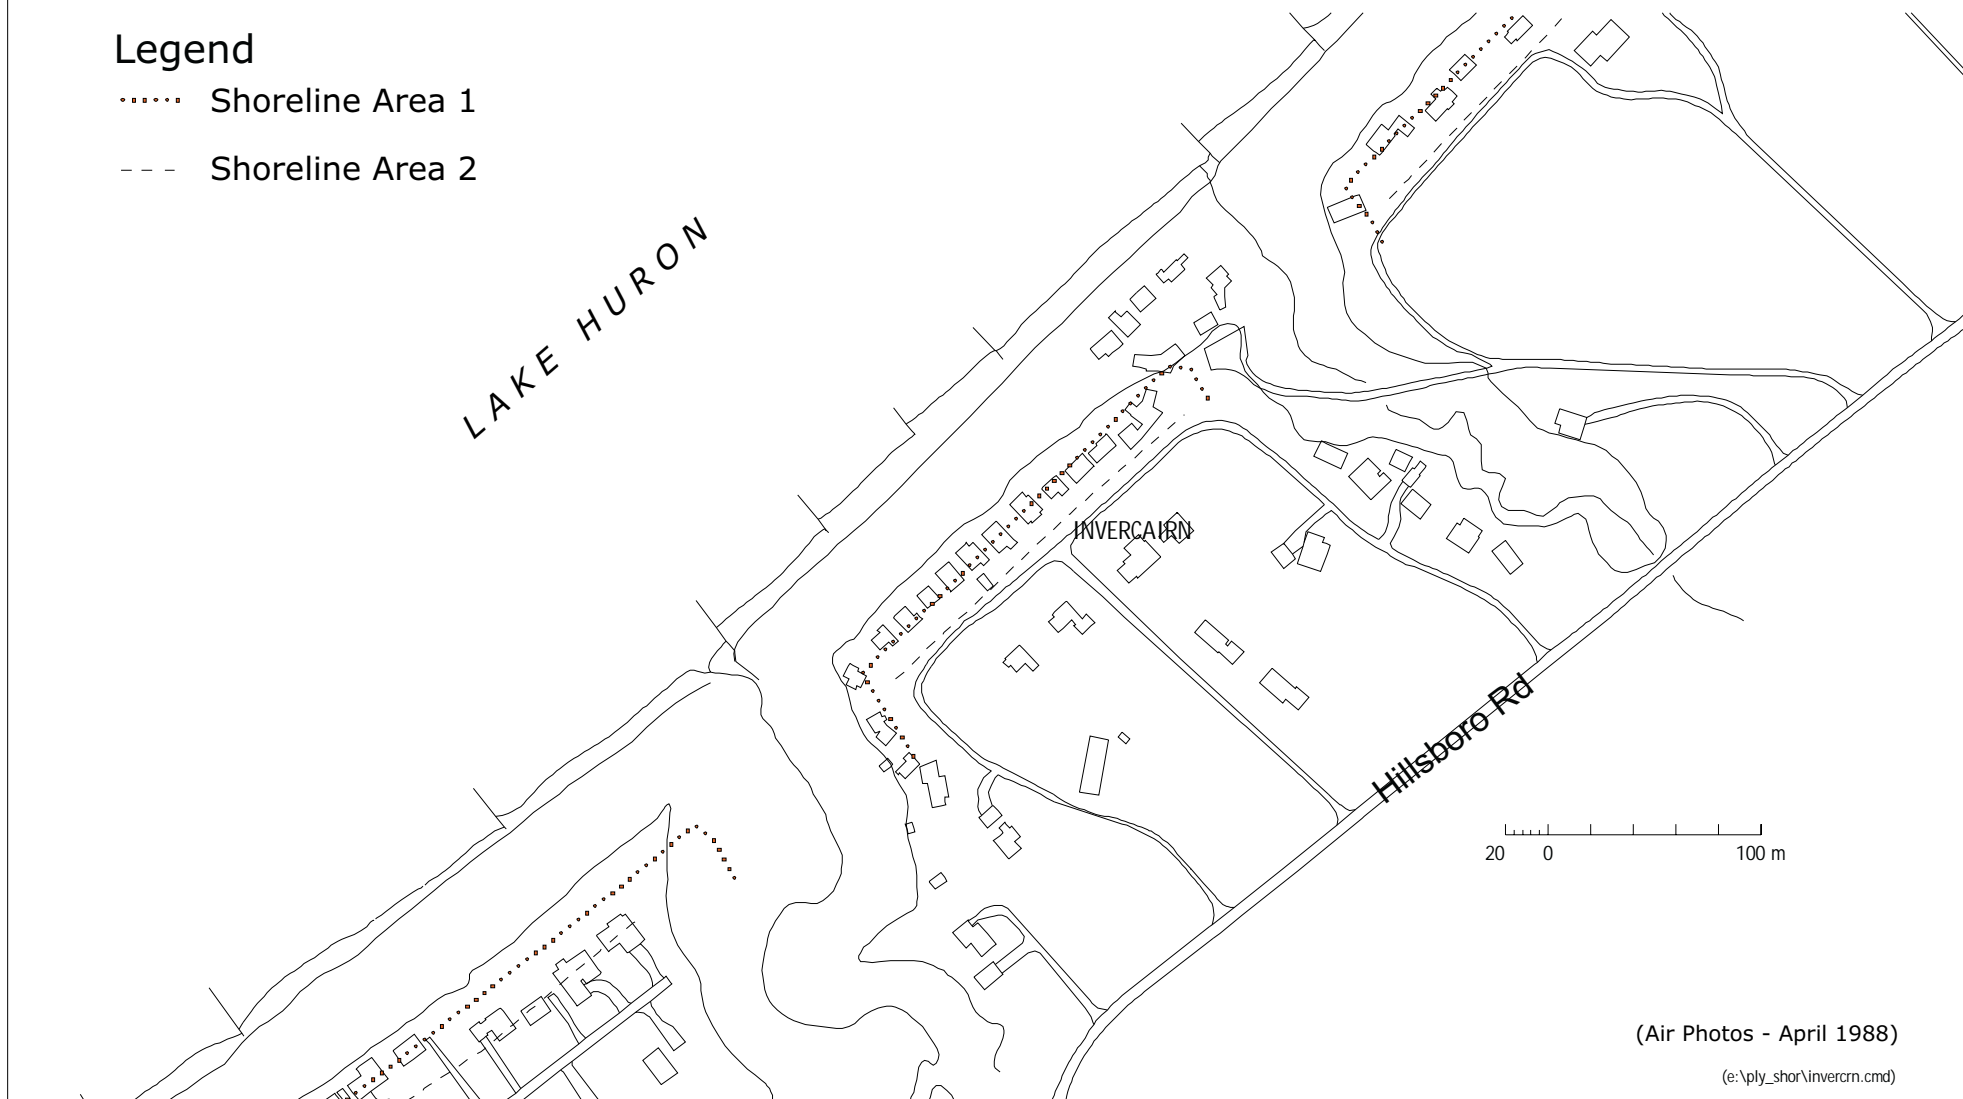 Legend
Shoreline Area 1
Shoreline Area 2
LAKE HURON
INVERCAIRN
Hillsboro Rd
20 0 100 m
(Air Photos - April 1988)
(e:\ply_shor\invercrn.cmd)